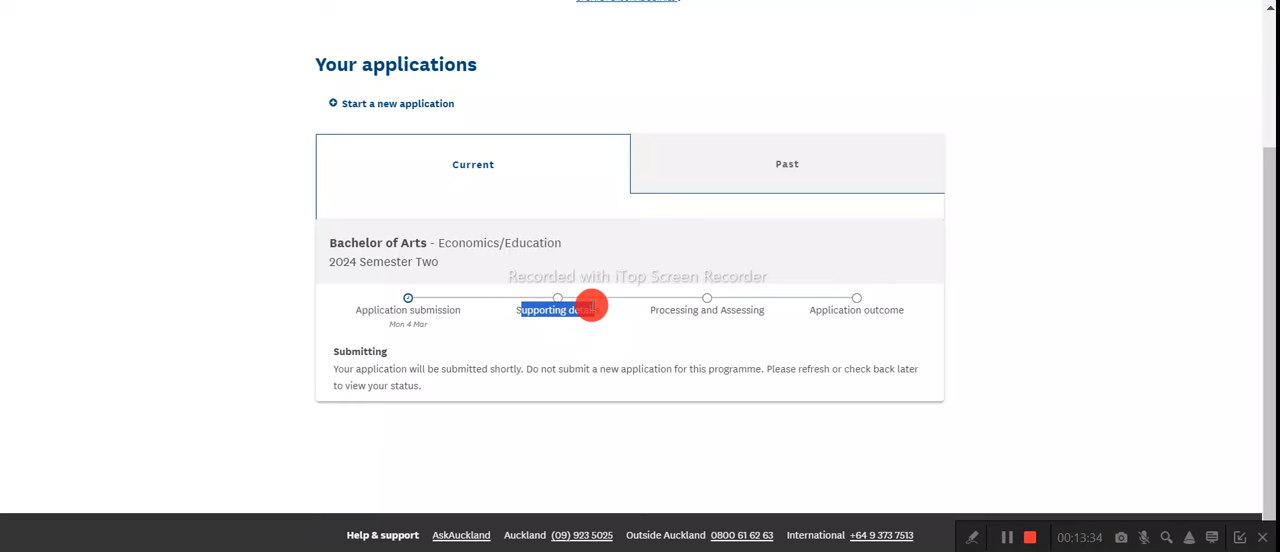 Your applications
Start a new application
Current
Past
Bachelor of Arts - Economics/Education
2024 Semester Two
Recorded with iTop Screen Recorder
Application submission
Supporting
Processing and Assessing
Application outcome
Mon 4 Mar
Submitting
Your application will be submitted shortly. Do not submit a new application for this programme. Please refresh or check back later
to view your status.
Help & support AskAuckland Auckland (09) 923 5025 Outside Auckland 0800 61 62 63 International +64 9 373 7513
00:13:34